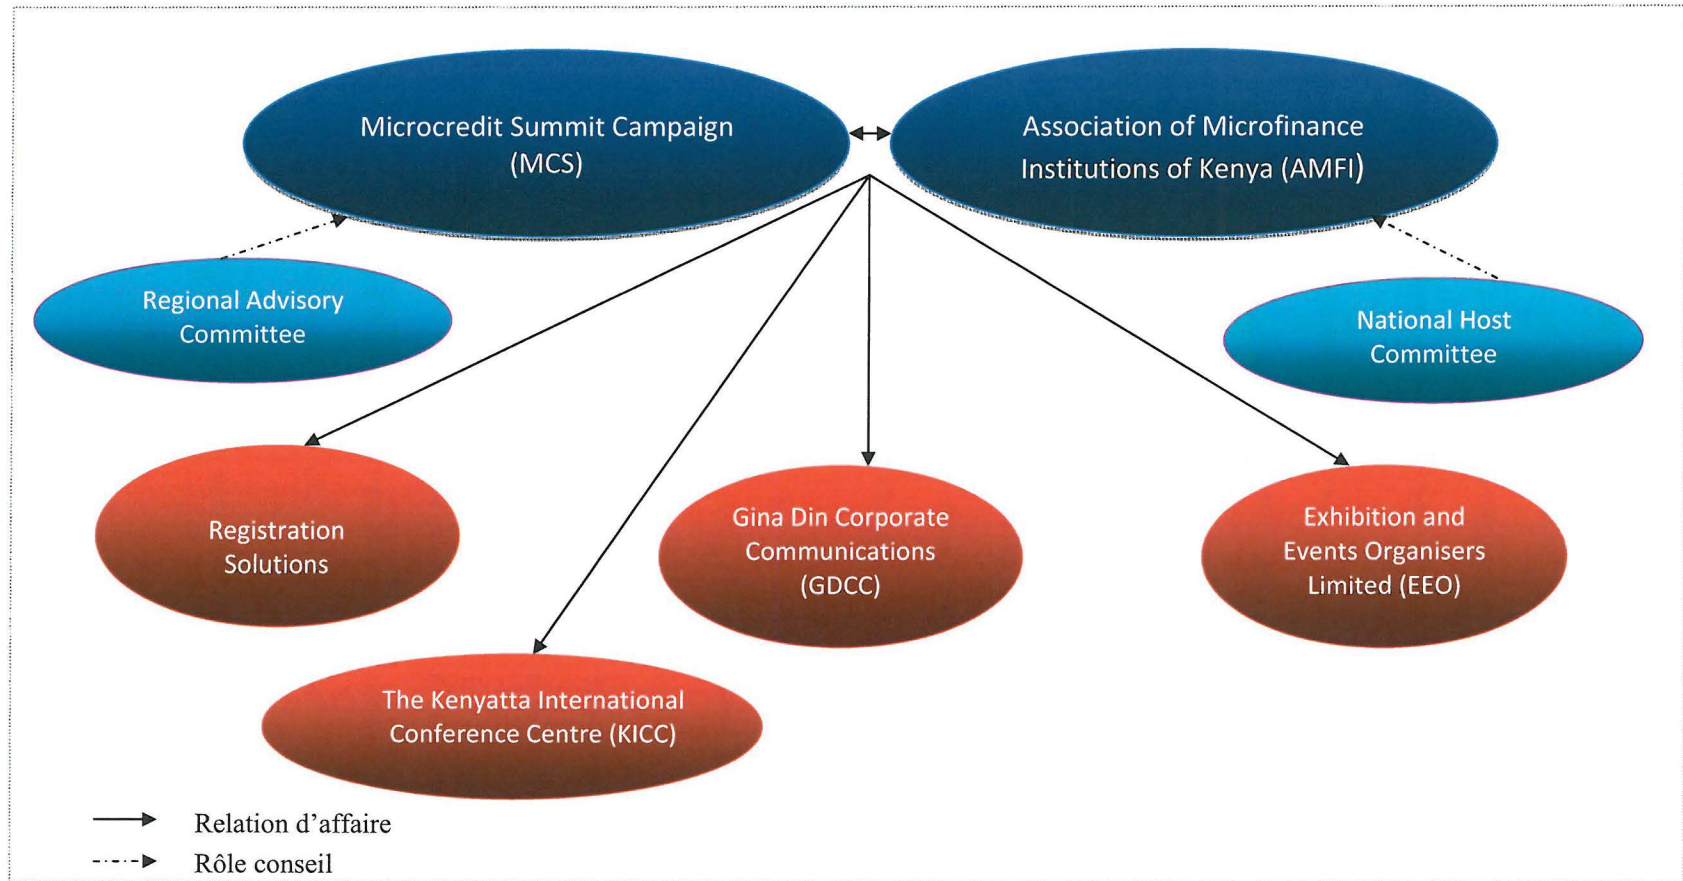 Microcredit Summit Campaign
(MCS)
Association of Microfinance
Institutions of Kenya (AMFI)
Regional Advisory
Committee
National Host
Committee
Registration
Solutions
Gina Din Corporate
Communications
(GDCC)
Exhibition and
Events Organisers
Limited (EEO)
The Kenyatta International
Conference Centre (KICC)
Relation d'affaire
Rôle conseil